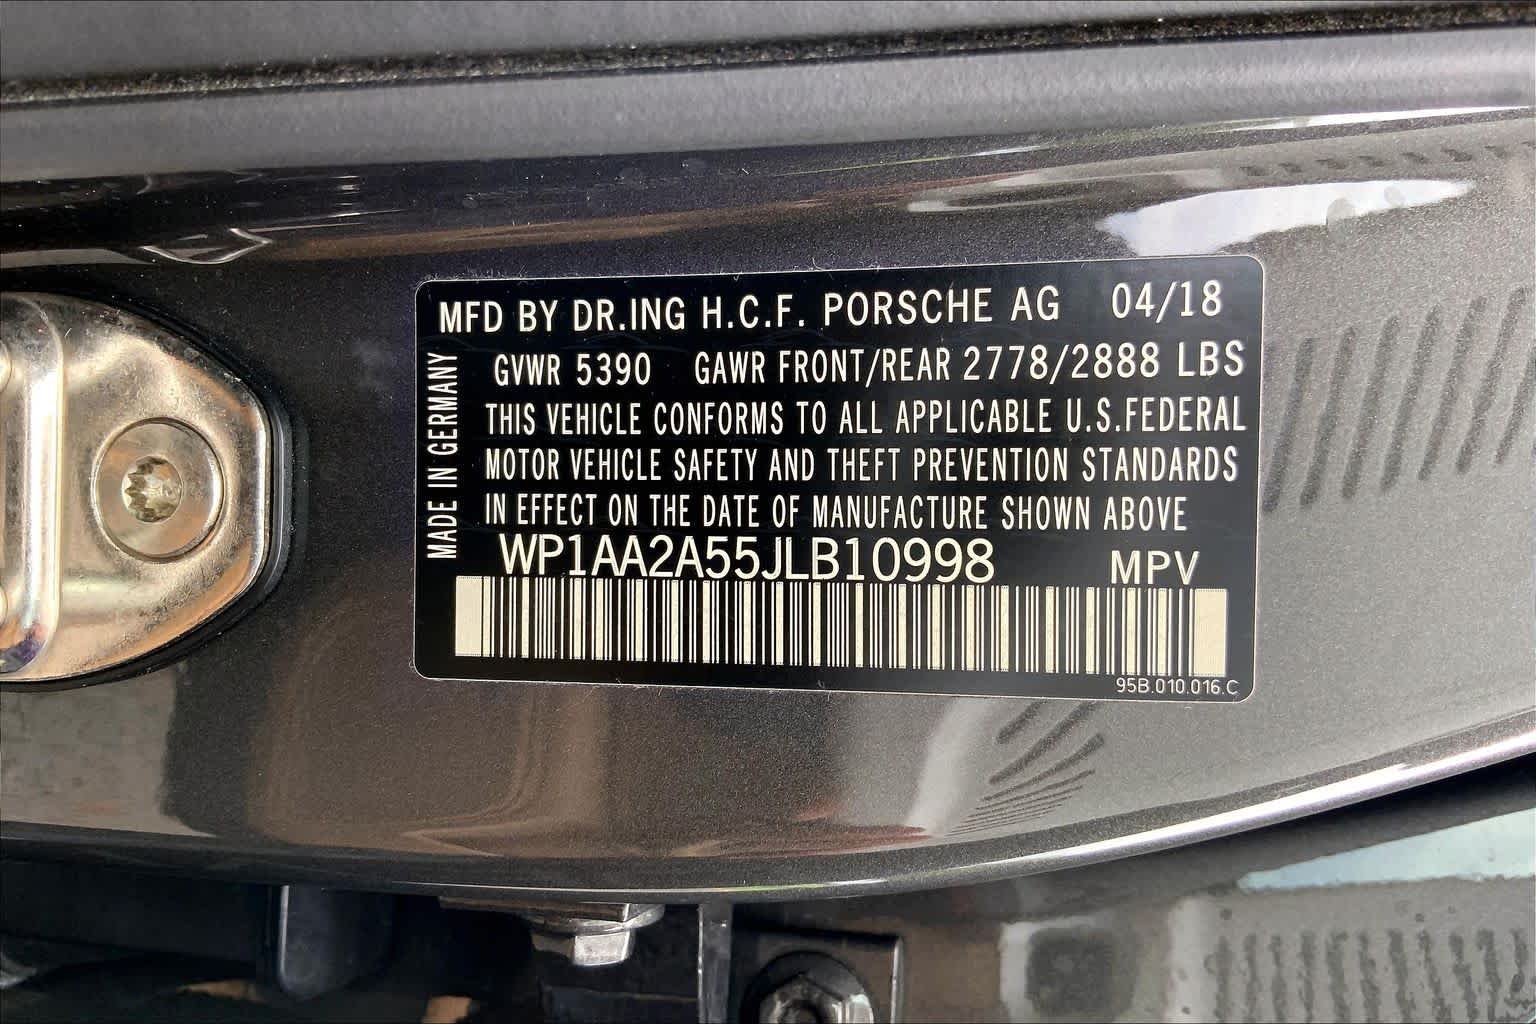 MFD BY DR.ING H.C.F. PORSCHE AG 04/18
GVWR 5390 GAWR FRONT/REAR 2778/2888 LBS
THIS VEHICLE CONFORMS TO ALL APPLICABLE U.S.FEDERAL
MOTOR VEHICLE SAFETY AND THEFT PREVENTION STANDARDS
IN EFFECT ON THE DATE OF MANUFACTURE SHOWN ABOVE
MADE IN GERMANY
WP1AA2A55JLB10998 MPV
95B.010.016.C